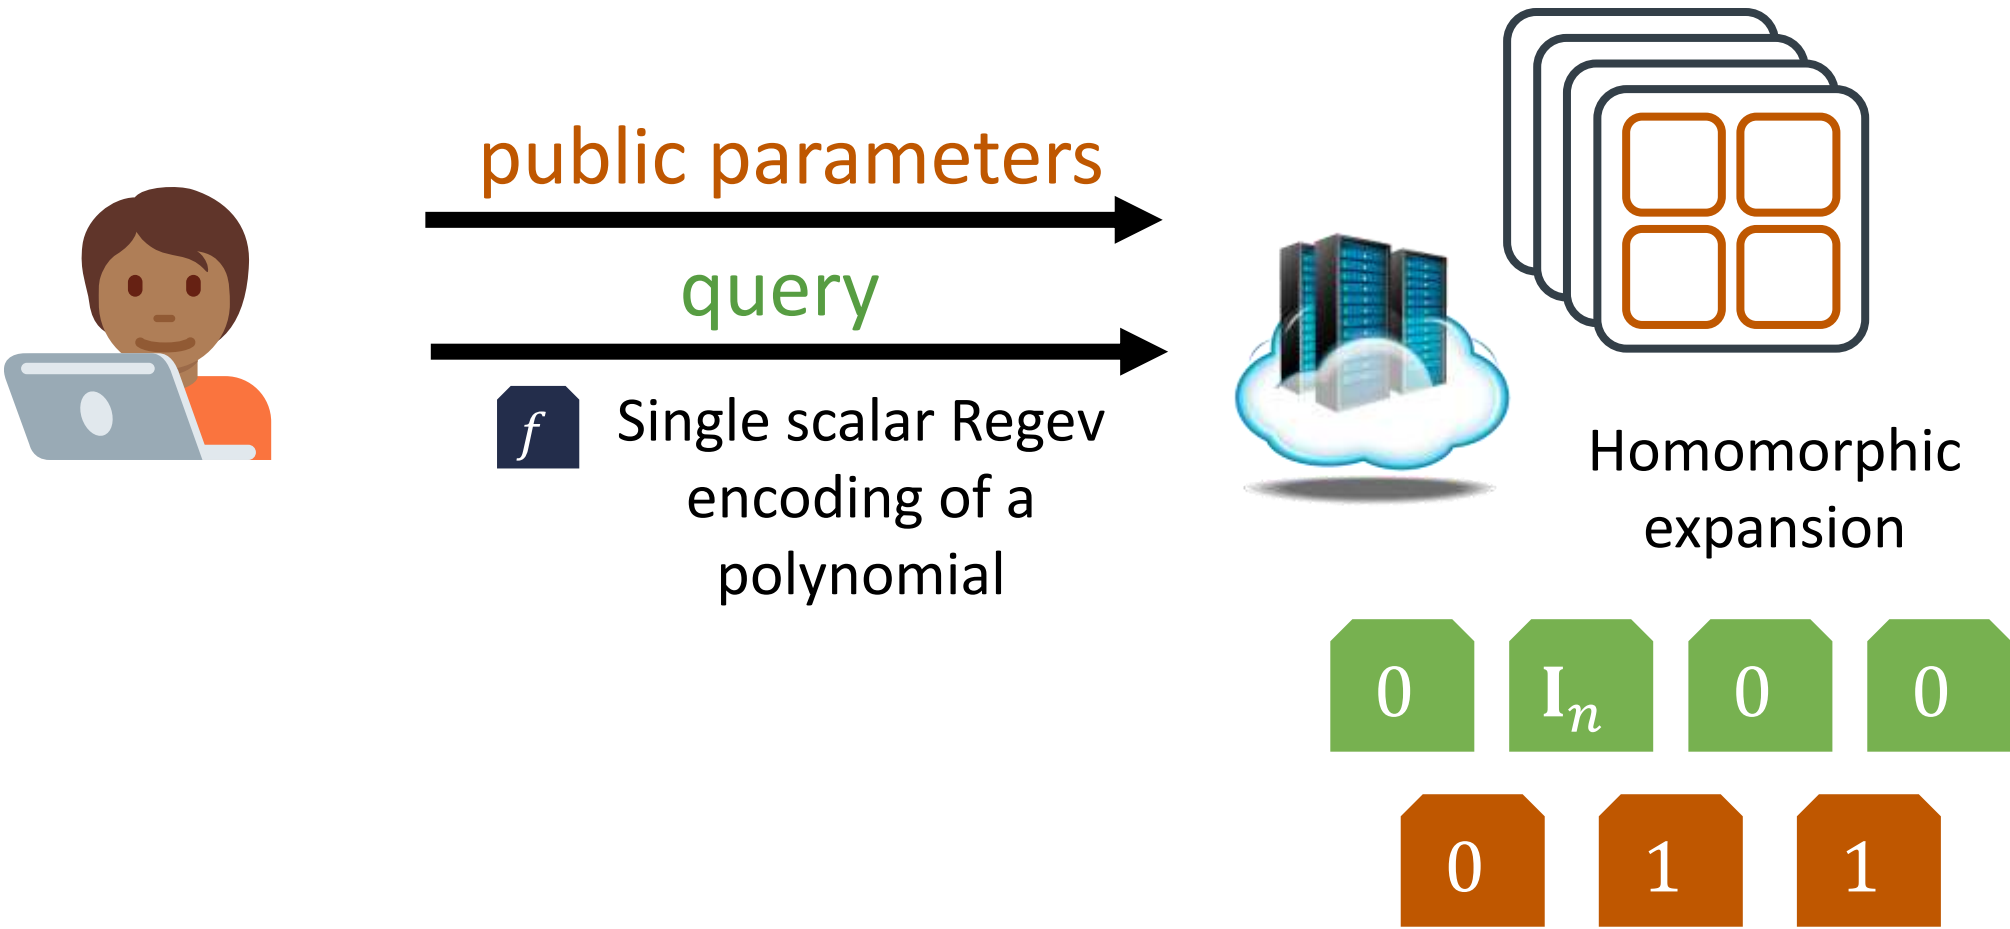 public parameters
query
f
Single scalar Regev
encoding of a
polynomial
Homomorphic
expansion
0 Iₙ 0 0
0 1 1